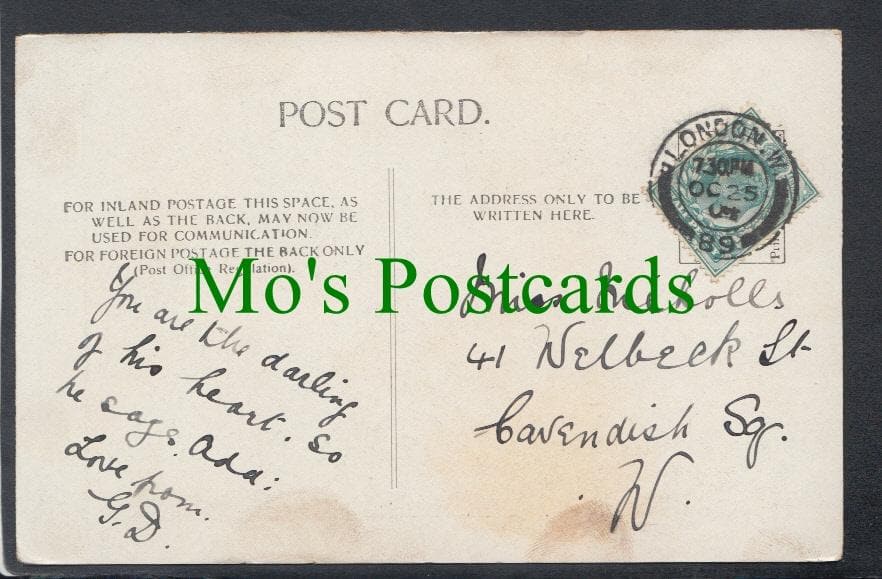 POST CARD.
FOR INLAND POSTAGE THIS SPACE, AS
WELL AS THE BACK, MAY NOW BE
USED FOR COMMUNICATION.
FOR FOREIGN POSTAGE THE BACK ONLY
(Post Office Regulation).
THE ADDRESS ONLY TO BE
WRITTEN HERE.
LONDON. W
7.30PM
OC 25
04
89
Mo's Postcards
You are the darling
of his heart. So
he says.
Love from.
G.D.
Miss Nicholls
41 Welbeck St
Cavendish Sq.
W.